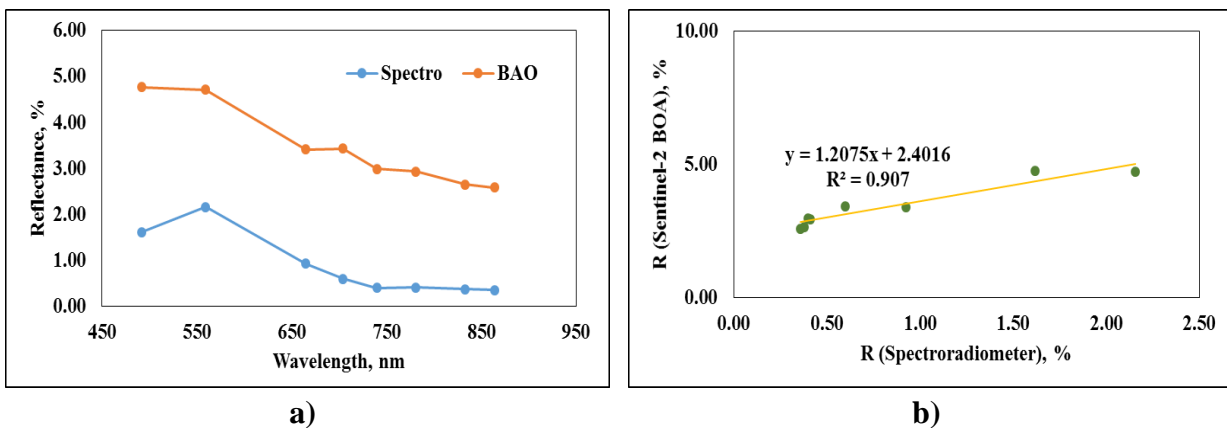 6.00
5.00
4.00
3.00
2.00
1.00
0.00
Reflectance, %
Spectro BAO
450 550 650 750 850 950
Wavelength, nm
a)
10.00
5.00
0.00
R (Sentinel-2 BOA), %
y = 1.2075x + 2.4016
R² = 0.907
0.00 0.50 1.00 1.50 2.00 2.50
R (Spectroradiometer), %
b)